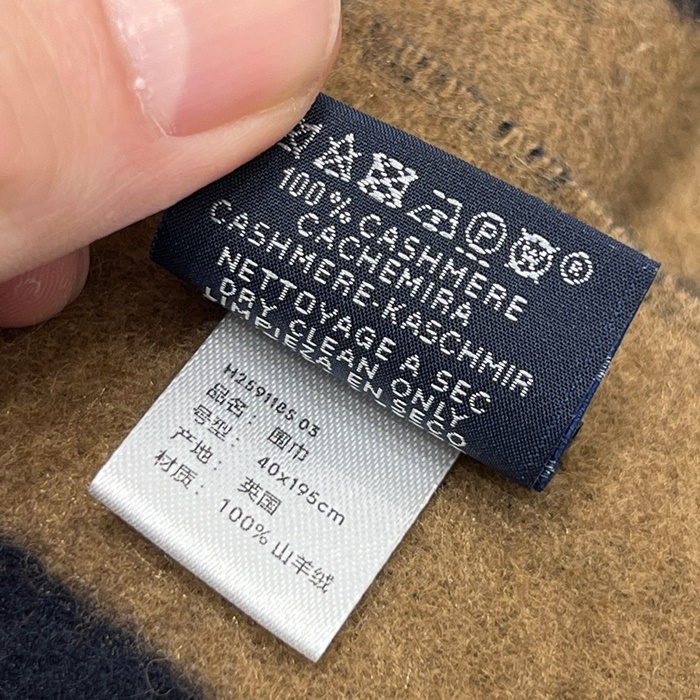 100% CASHMERE
CACHEMIRA
CASHMERE-KASCHMIR
NETTOYAGE A SEC
DRY CLEAN ONLY
LIMPIEZA EN SECO
H259118S 03
品名： 围巾
号型： 40x195cm
产地： 英国
材质： 100% 山羊绒